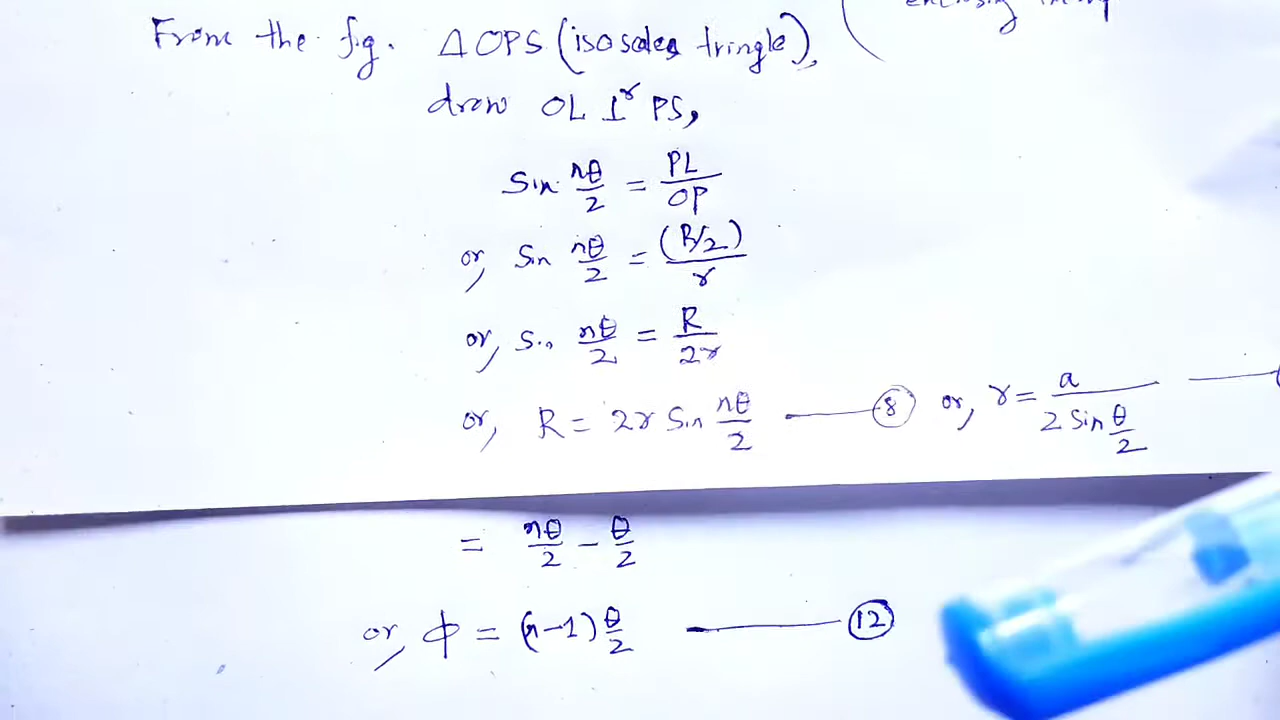 From the fig. Δ OPS (isosales tringle),
draw OL ⊥ʳ PS,
Sin nθ/2 = PL/OP
or, Sin nθ/2 = (R/2)/r
or, Sin nθ/2 = R/2r
or, R = 2r Sin nθ/2 —— ⑧ or, r = a/(2 Sin θ/2) ——
= nθ/2 − θ/2
or, ϕ = (n−1) θ/2 —— ⑫